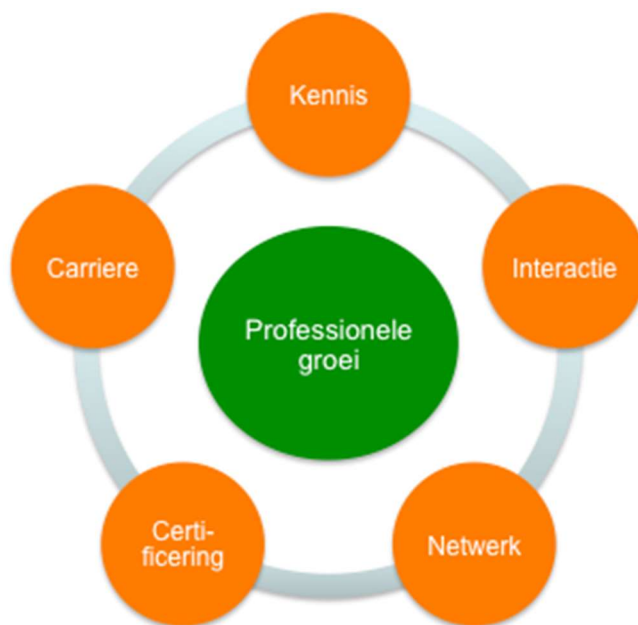 Kennis
Interactie
Netwerk
Certi-
ficering
Carriere
Professionele
groei